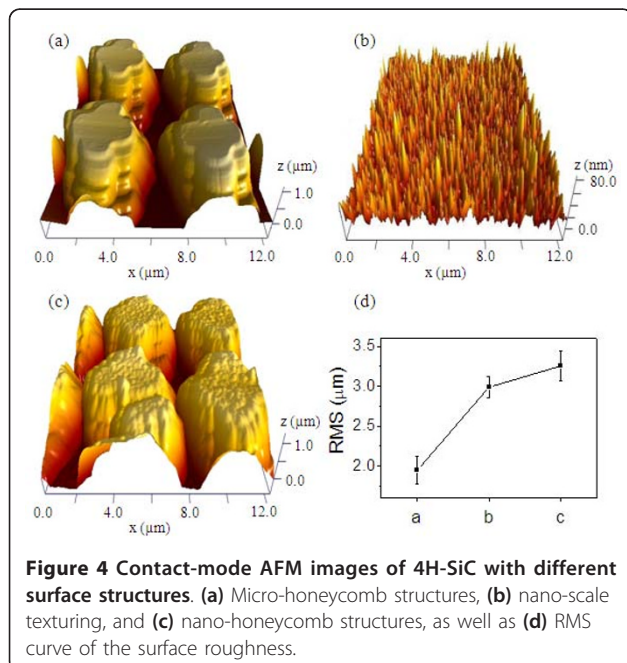 (a)
(b)
z (µm)
1.0
0.0
z (nm)
80.0
0.0
0.0 4.0 8.0 12.0
x (µm)
0.0 4.0 8.0 12.0
x (µm)
(c)
(d)
z (µm)
1.0
0.0
0.0 4.0 8.0 12.0
x (µm)
RMS (µm)
3.5
3.0
2.5
2.0
a b c
Figure 4 Contact-mode AFM images of 4H-SiC with different
surface structures. (a) Micro-honeycomb structures, (b) nano-scale
texturing, and (c) nano-honeycomb structures, as well as (d) RMS
curve of the surface roughness.